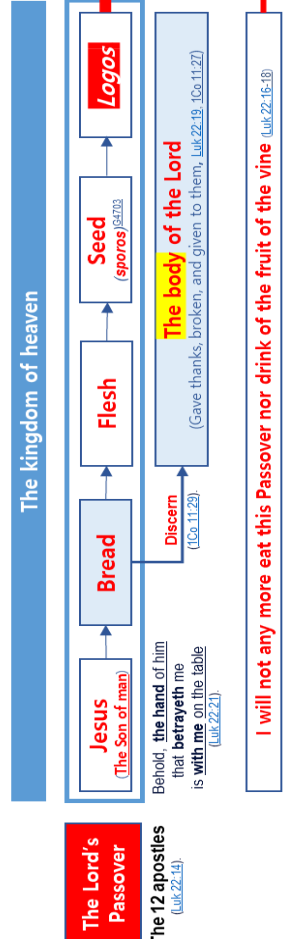 The kingdom of heaven
The Lord's
Passover
Jesus
(The Son of man)
Bread
Flesh
Seed
(sporos)G4703
Logos
The 12 apostles
(Luk 22:14).
Behold, the hand of him
that betrayeth me
is with me on the table
(Luk 22:21).
Discern
(1Co 11:29).
The body of the Lord
(Gave thanks, broken, and given to them, Luk 22:19, 1Co 11:27)
I will not any more eat this Passover nor drink of the fruit of the vine (Luk 22:16-18)